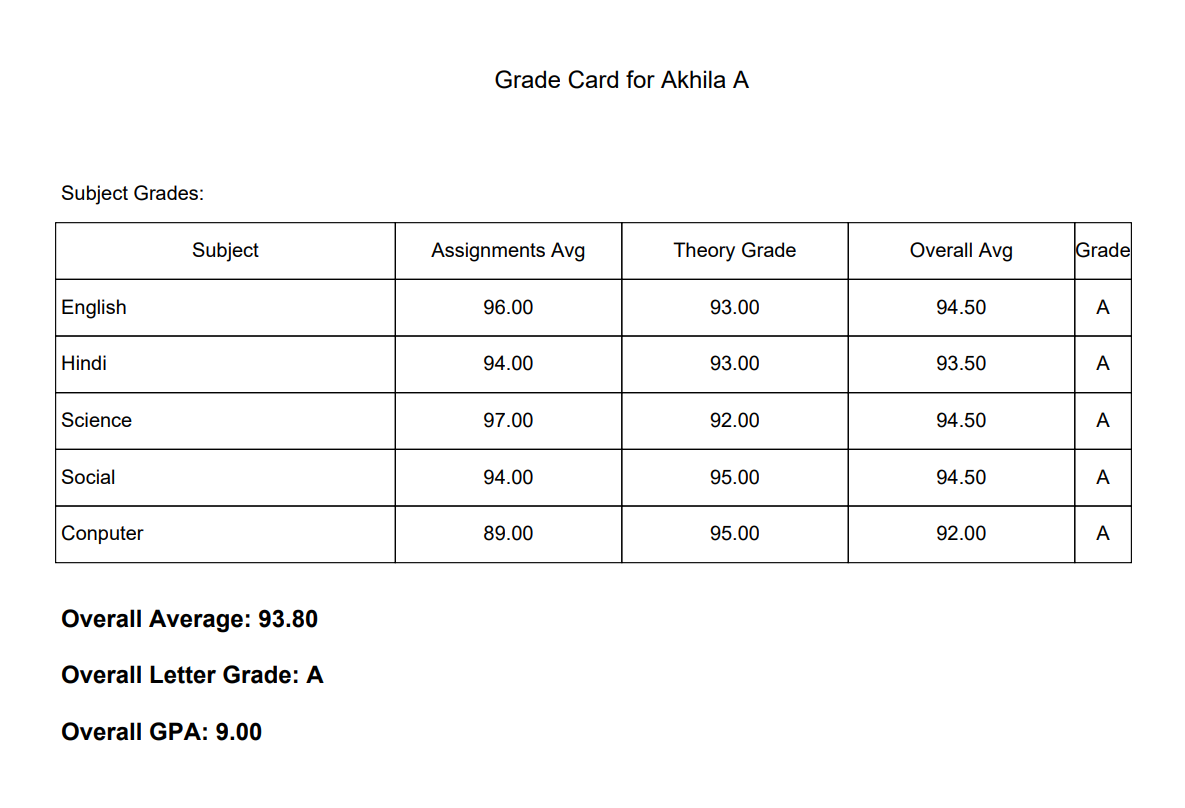 Grade Card for Akhila A
Subject Grades:
Subject Assignments Avg Theory Grade Overall Avg Grade
English 96.00 93.00 94.50 A
Hindi 94.00 93.00 93.50 A
Science 97.00 92.00 94.50 A
Social 94.00 95.00 94.50 A
Conputer 89.00 95.00 92.00 A
Overall Average: 93.80
Overall Letter Grade: A
Overall GPA: 9.00